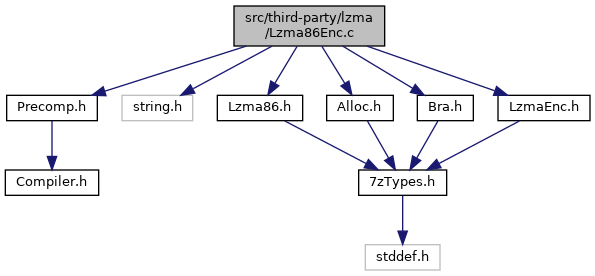 src/third-party/lzma
/Lzma86Enc.c
Precomp.h
string.h
Lzma86.h
Alloc.h
Bra.h
LzmaEnc.h
Compiler.h
7zTypes.h
stddef.h